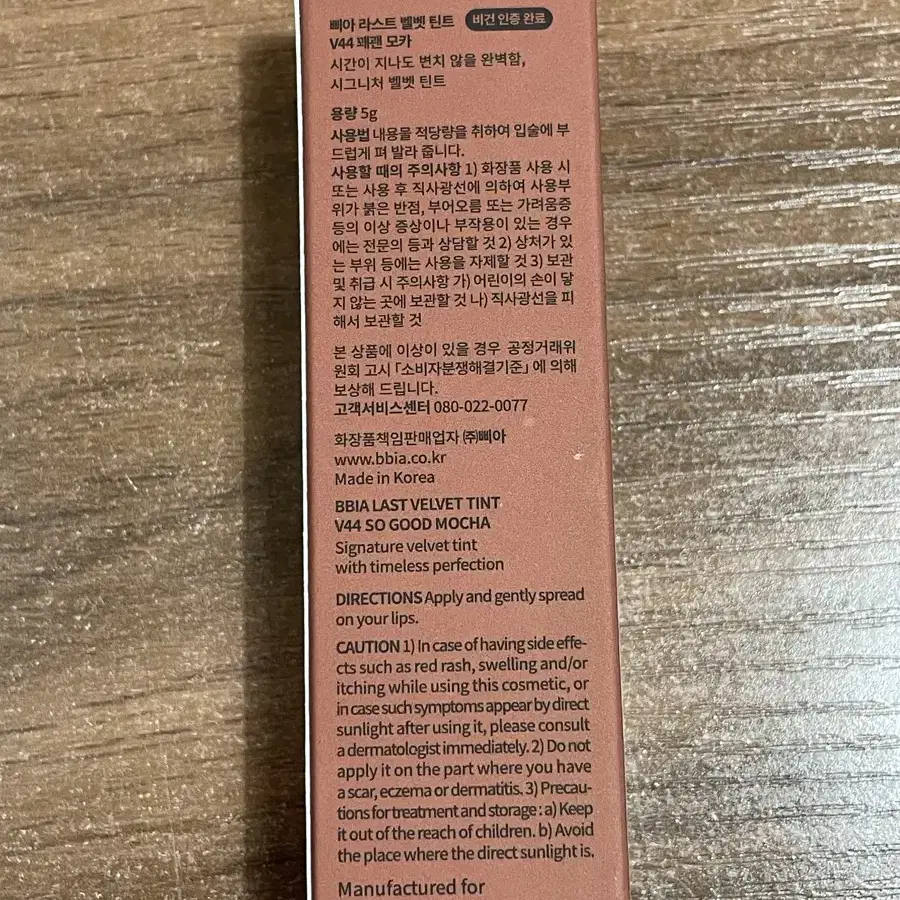 삐아 라스트 벨벳 틴트 비건 인증 완료
V44 꽤괜 모카
시간이 지나도 변치 않을 완벽함,
시그니처 벨벳 틴트
용량 5g
사용법 내용물 적당량을 취하여 입술에 부
드럽게 펴 발라 줍니다.
사용할 때의 주의사항 1) 화장품 사용 시
또는 사용 후 직사광선에 의하여 사용부
위가 붉은 반점, 부어오름 또는 가려움증
등의 이상 증상이나 부작용이 있는 경우
에는 전문의 등과 상담할 것 2) 상처가 있
는 부위 등에는 사용을 자제할 것 3) 보관
및 취급 시 주의사항 가) 어린이의 손이 닿
지 않는 곳에 보관할 것 나) 직사광선을 피
해서 보관할 것
본 상품에 이상이 있을 경우 공정거래위
원회 고시 「소비자분쟁해결기준」에 의해
보상해 드립니다.
고객서비스센터 080-022-0077
화장품책임판매업자 ㈜삐아
www.bbia.co.kr
Made in Korea
BBIA LAST VELVET TINT
V44 SO GOOD MOCHA
Signature velvet tint
with timeless perfection
DIRECTIONS Apply and gently spread
on your lips.
CAUTION 1) In case of having side effe-
cts such as red rash, swelling and/or
itching while using this cosmetic, or
in case such symptoms appear by direct
sunlight after using it, please consult
a dermatologist immediately. 2) Do not
apply it on the part where you have
a scar, eczema or dermatitis. 3) Precau-
tions for treatment and storage : a) Keep
it out of the reach of children. b) Avoid
the place where the direct sunlight is.
Manufactured for